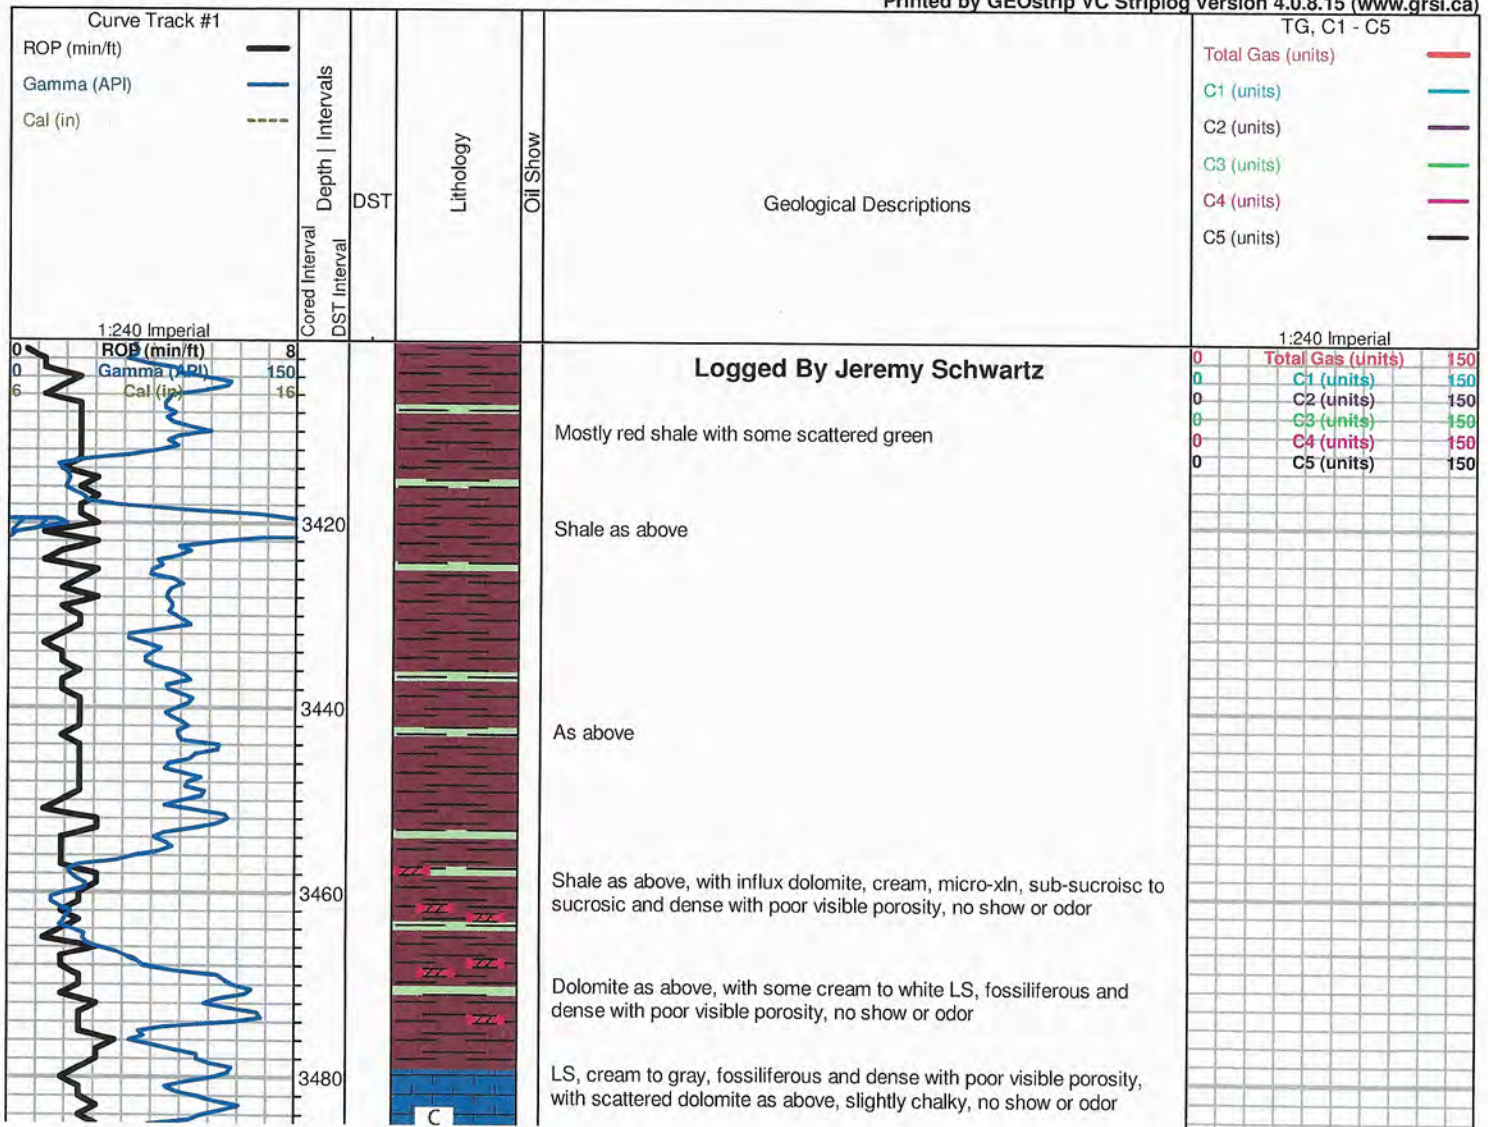 Printed by GEOstrip VC Striplog version 4.0.8.15 (www.grsi.ca)
Curve Track #1
ROP (min/ft)
Gamma (API)
Cal (in)
1:240 Imperial
Cored Interval
Depth | Intervals
DST Interval
DST
Lithology
Oil Show
Geological Descriptions
TG, C1 - C5
Total Gas (units)
C1 (units)
C2 (units)
C3 (units)
C4 (units)
C5 (units)
1:240 Imperial
0 ROP (min/ft) 8
0 Gamma (API) 150
6 Cal (in) 16
Logged By Jeremy Schwartz
0 Total Gas (units) 150
0 C1 (units) 150
0 C2 (units) 150
0 C3 (units) 150
0 C4 (units) 150
0 C5 (units) 150
Mostly red shale with some scattered green
3420
Shale as above
3440
As above
3460
Shale as above, with influx dolomite, cream, micro-xln, sub-sucroisc to
sucrosic and dense with poor visible porosity, no show or odor
Dolomite as above, with some cream to white LS, fossiliferous and
dense with poor visible porosity, no show or odor
3480
LS, cream to gray, fossiliferous and dense with poor visible porosity,
with scattered dolomite as above, slightly chalky, no show or odor
C